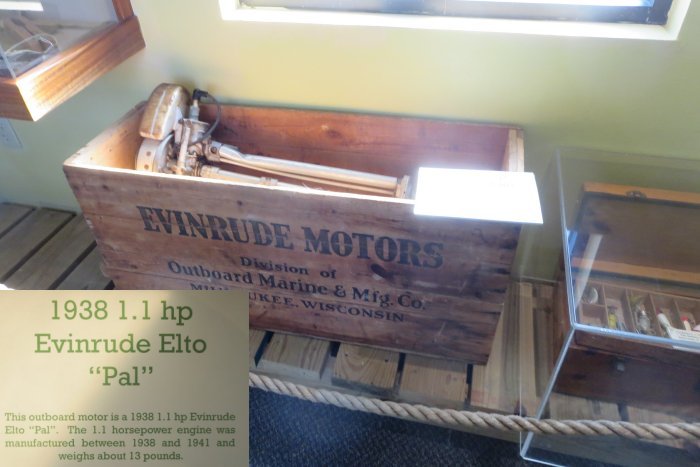 EVINRUDE MOTORS
Division of
Outboard Marine & Mfg. Co.
MILWAUKEE, WISCONSIN
1938 1.1 hp
Evinrude Elto
“Pal”
This outboard motor is a 1938 1.1 hp Evinrude
Elto “Pal”. The 1.1 horsepower engine was
manufactured between 1938 and 1941 and
weighs about 13 pounds.